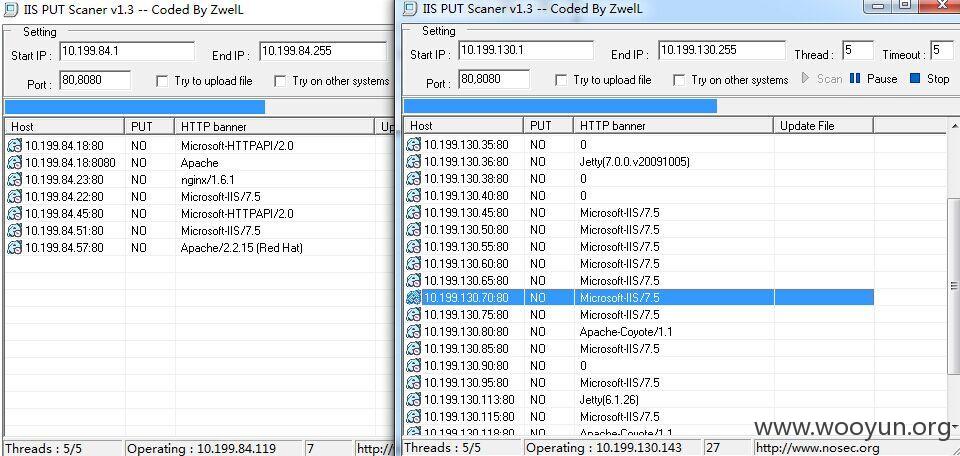 IIS PUT Scaner v1.3 -- Coded By ZwelL
Setting
Start IP : 10.199.84.1 End IP : 10.199.84.255
Port : 80,8080 Try to upload file Try on other systems
Host PUT HTTP banner Up
10.199.84.18:80 NO Microsoft-HTTPAPI/2.0
10.199.84.18:8080 NO Apache
10.199.84.23:80 NO nginx/1.6.1
10.199.84.22:80 NO Microsoft-IIS/7.5
10.199.84.45:80 NO Microsoft-HTTPAPI/2.0
10.199.84.51:80 NO Microsoft-IIS/7.5
10.199.84.57:80 NO Apache/2.2.15 (Red Hat)
Threads : 5/5 Operating : 10.199.84.119 7 http://
IIS PUT Scaner v1.3 -- Coded By ZwelL
Setting
Start IP : 10.199.130.1 End IP : 10.199.130.255 Thread : 5 Timeout : 5
Port : 80,8080 Try to upload file Try on other systems Scan Pause Stop
Host PUT HTTP banner Update File
10.199.130.35:80 NO 0
10.199.130.36:80 NO Jetty(7.0.0.v20091005)
10.199.130.38:80 NO 0
10.199.130.40:80 NO 0
10.199.130.45:80 NO Microsoft-IIS/7.5
10.199.130.50:80 NO Microsoft-IIS/7.5
10.199.130.55:80 NO Microsoft-IIS/7.5
10.199.130.60:80 NO Microsoft-IIS/7.5
10.199.130.65:80 NO Microsoft-IIS/7.5
10.199.130.70:80 NO Microsoft-IIS/7.5
10.199.130.75:80 NO Microsoft-IIS/7.5
10.199.130.80:80 NO Apache-Coyote/1.1
10.199.130.85:80 NO Microsoft-IIS/7.5
10.199.130.90:80 NO 0
10.199.130.95:80 NO Microsoft-IIS/7.5
10.199.130.113:80 NO Jetty(6.1.26)
10.199.130.115:80 NO Microsoft-IIS/7.5
10.199.130.118:80 NO Apache-Coyote/1.1
www.wooyun.org
Threads : 5/5 Operating : 10.199.130.143 27 http://www.nosec.org